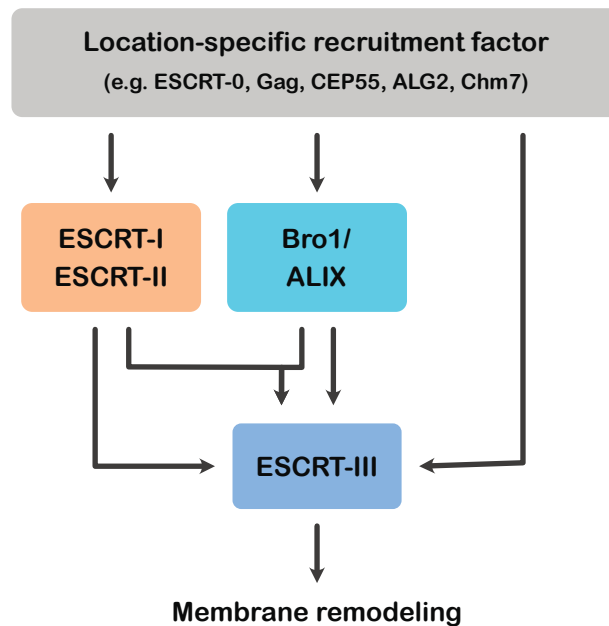 Location-specific recruitment factor
(e.g. ESCRT-0, Gag, CEP55, ALG2, Chm7)
ESCRT-I
ESCRT-II
Bro1/
ALIX
ESCRT-III
Membrane remodeling